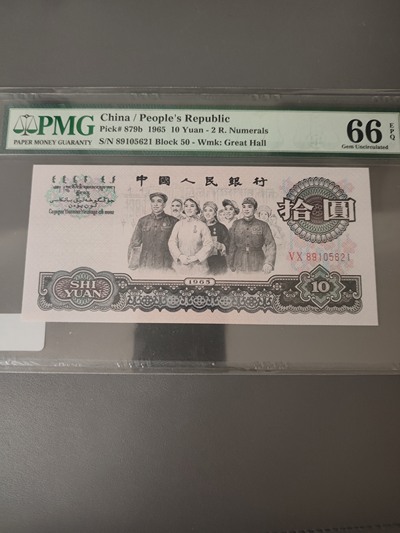 PMG
PAPER MONEY GUARANTY
China / People's Republic
Pick# 879b 1965 10 Yuan - 2 R. Numerals
S/N 89105621 Block 50 - Wmk: Great Hall
66 EPQ
Gem Uncirculated
中國人民銀行
拾圓
VX 89105621
SHI
YUAN
1965
10